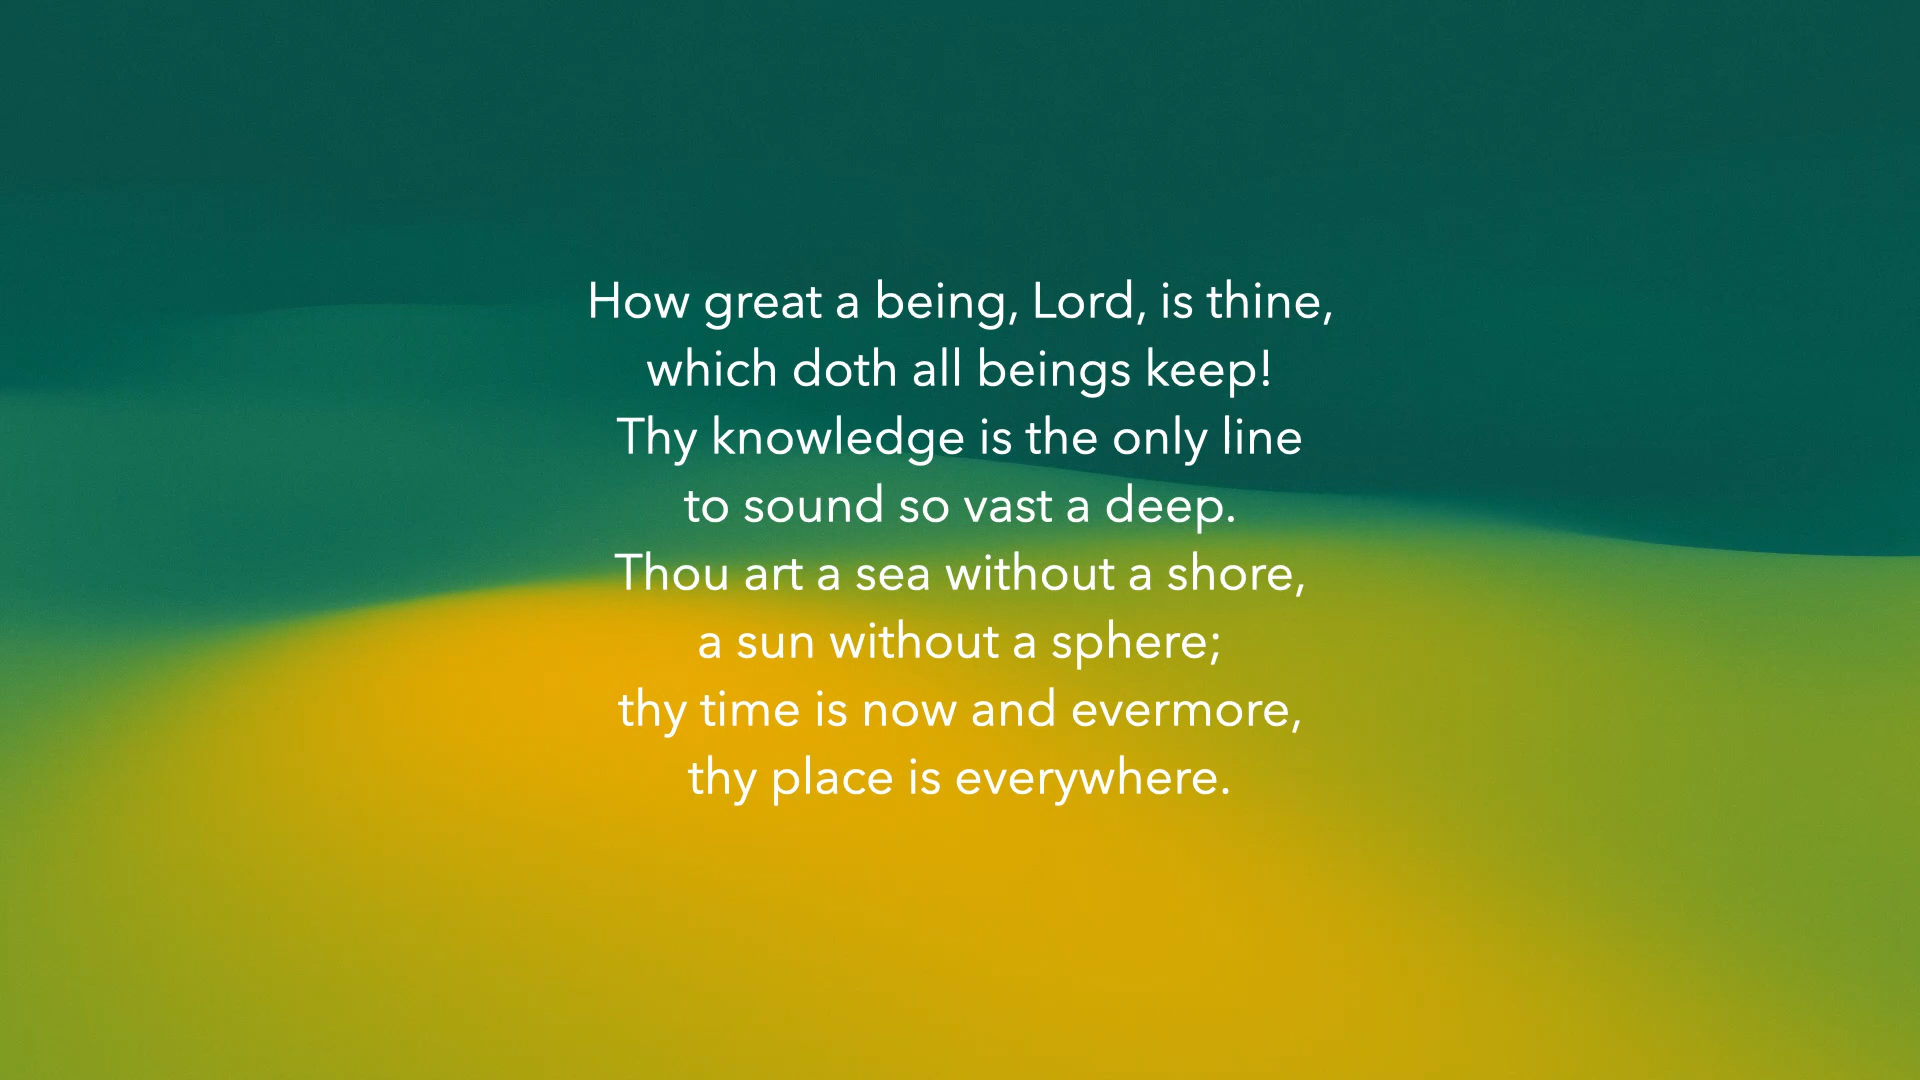 How great a being, Lord, is thine,
which doth all beings keep!
Thy knowledge is the only line
to sound so vast a deep.
Thou art a sea without a shore,
a sun without a sphere;
thy time is now and evermore,
thy place is everywhere.